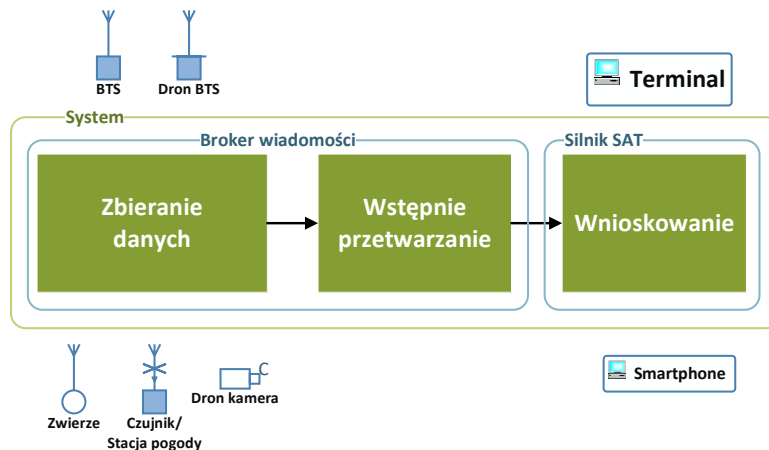 BTS
Dron BTS
Terminal
System
Broker wiadomości
Silnik SAT
Zbieranie
danych
Wstępnie
przetwarzanie
Wnioskowanie
C
Dron kamera
Smartphone
Zwierze
Czujnik/
Stacja pogody